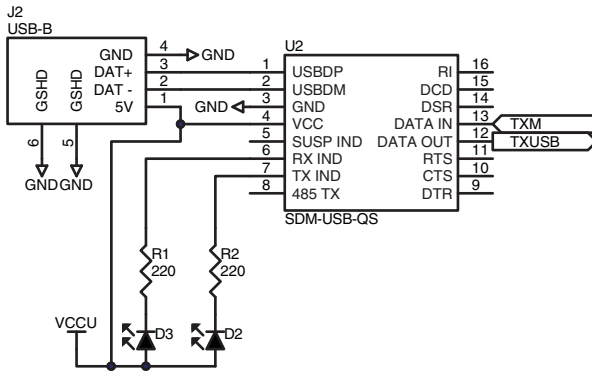 J2
USB-B
GND 4 GND
DAT+ 3
DAT - 2
5V 1
GSHD GSHD
6 5
GND GND
U2
1 USBDP RI 16
2 USBDM DCD 15
GND 3 GND DSR 14
4 VCC DATA IN 13 TXM
5 SUSP IND DATA OUT 12 TXUSB
6 RX IND RTS 11
7 TX IND CTS 10
8 485 TX DTR 9
SDM-USB-QS
R1 R2
220 220
VCCU
D3 D2